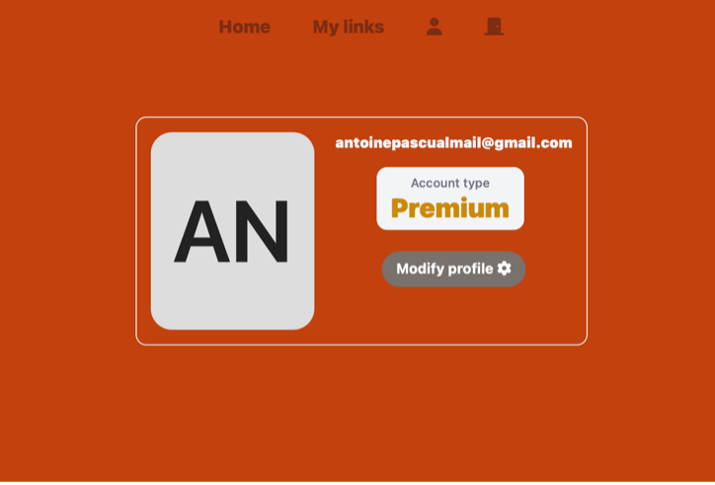 Home My links
AN
antoinepascualmail@gmail.com
Account type
Premium
Modify profile